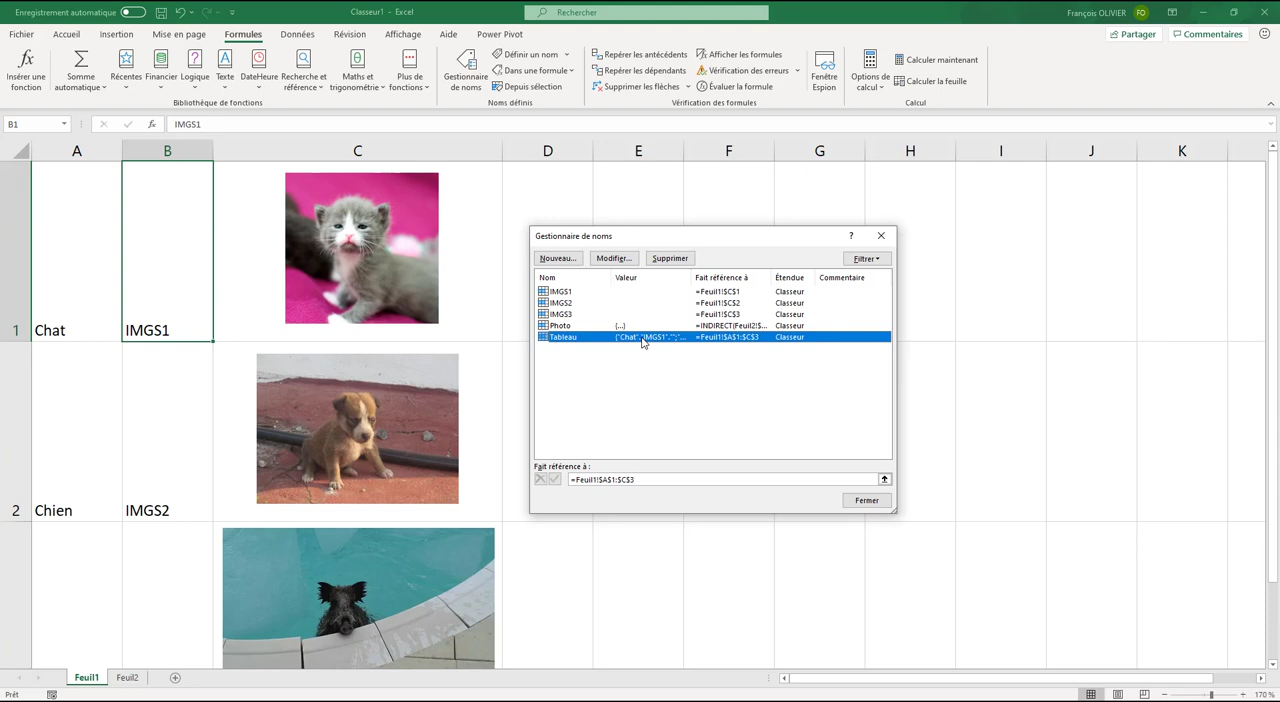 Enregistrement automatique
Classeur1 - Excel
Rechercher
François OLIVIER FO
Fichier Accueil Insertion Mise en page Formules Données Révision Affichage Aide Power Pivot
Partager Commentaires
Insérer une fonction
Somme automatique
Récentes
Financier
Logique
Texte
DateHeure
Recherche et référence
Maths et trigonométrie
Plus de fonctions
Bibliothèque de fonctions
Gestionnaire de noms
Définir un nom
Dans une formule
Depuis sélection
Noms définis
Repérer les antécédents
Repérer les dépendants
Supprimer les flèches
Afficher les formules
Vérification des erreurs
Évaluer la formule
Vérification des formules
Fenêtre Espion
Options de calcul
Calculer maintenant
Calculer la feuille
Calcul
B1 fx IMGS1
A B C D E F G H I J K
1 Chat IMGS1
2 Chien IMGS2
Gestionnaire de noms ?
Nouveau... Modifier... Supprimer Filtrer
Nom Valeur Fait référence à Étendue Commentaire
IMGS1 =Feuil1!$C$1 Classeur
IMGS2 =Feuil1!$C$2 Classeur
IMGS3 =Feuil1!$C$3 Classeur
Photo {...} =INDIRECT(Feuil2!$... Classeur
Tableau {"Chat"."IMGS1"."";"... =Feuil1!$A$1:$C$3 Classeur
Fait référence à :
=Feuil1!$A$1:$C$3
Fermer
Feuil1 Feuil2
Prêt
170 %